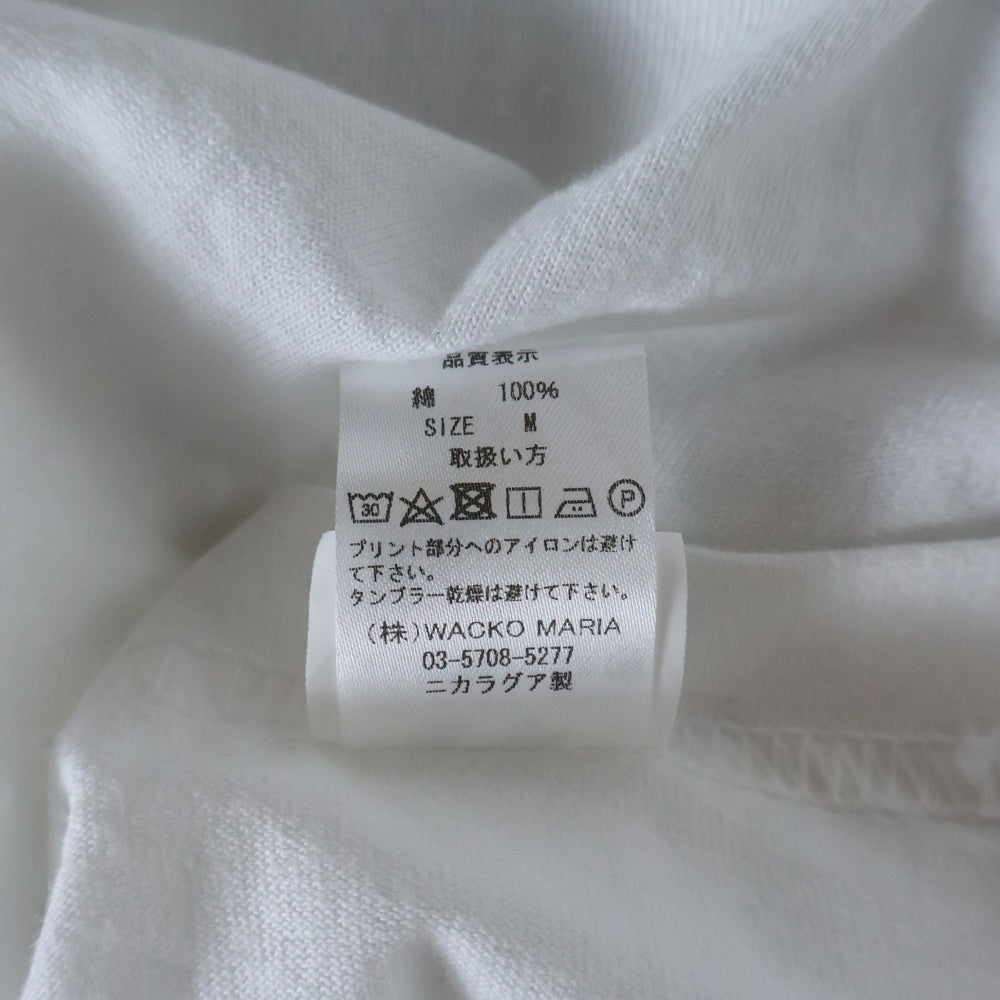 品質表示
綿 100%
SIZE M
取扱い方
30 P
プリント部分へのアイロンは避け
て下さい。
タンブラー乾燥は避けて下さい。
(株)WACKO MARIA
03-5708-5277
ニカラグア製